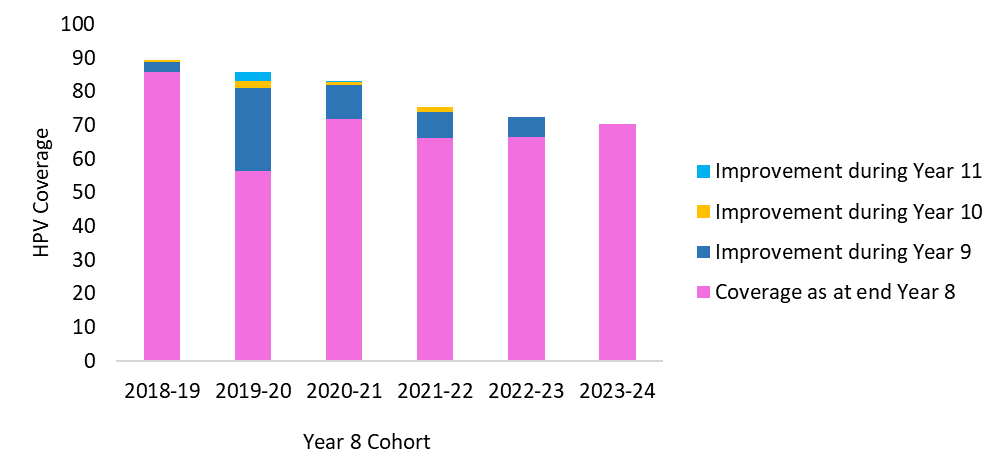 100
90
80
70
60
50
40
30
20
10
0
HPV Coverage
2018-19 2019-20 2020-21 2021-22 2022-23 2023-24
Year 8 Cohort
Improvement during Year 11
Improvement during Year 10
Improvement during Year 9
Coverage as at end Year 8